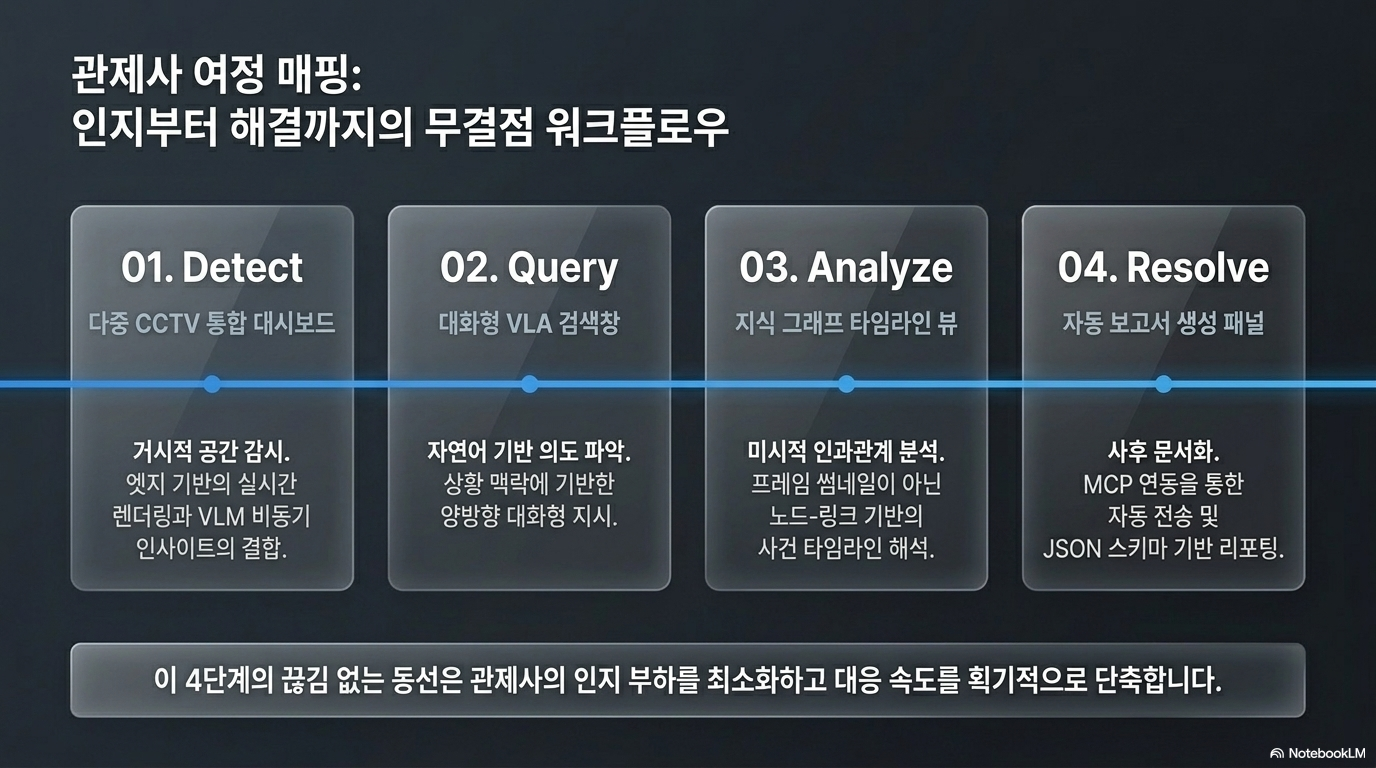 관제사 여정 매핑:
인지부터 해결까지의 무결점 워크플로우
01. Detect
다중 CCTV 통합 대시보드
거시적 공간 감시.
엣지 기반의 실시간
렌더링과 VLM 비동기
인사이트의 결합.
02. Query
대화형 VLA 검색창
자연어 기반 의도 파악.
상황 맥락에 기반한
양방향 대화형 지시.
03. Analyze
지식 그래프 타임라인 뷰
미시적 인과관계 분석.
프레임 썸네일이 아닌
노드-링크 기반의
사건 타임라인 해석.
04. Resolve
자동 보고서 생성 패널
사후 문서화.
MCP 연동을 통한
자동 전송 및
JSON 스키마 기반 리포팅.
이 4단계의 끊김 없는 동선은 관제사의 인지 부하를 최소화하고 대응 속도를 획기적으로 단축합니다.
NotebookLM